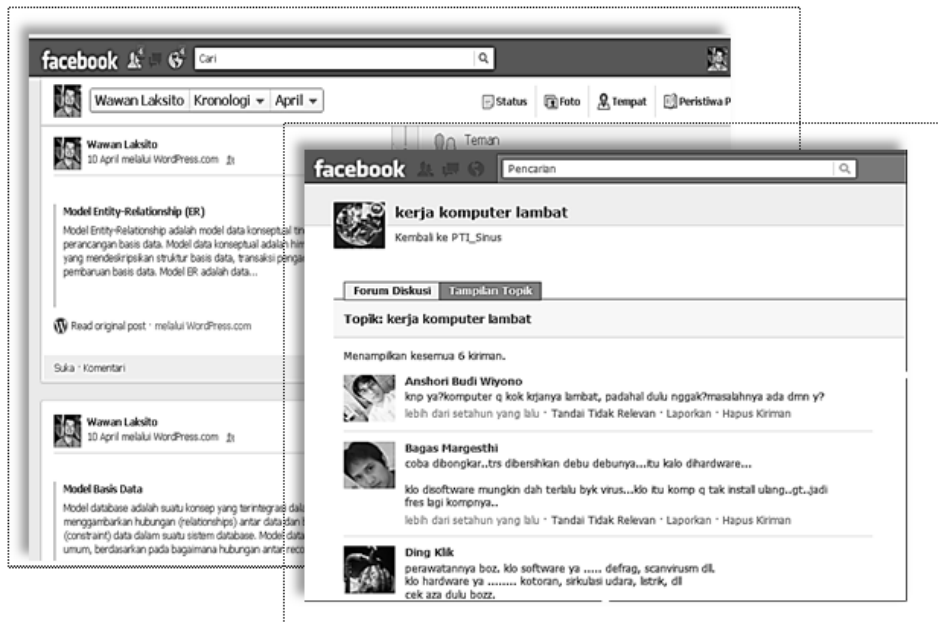 facebook
Cari
Wawan Laksito Kronologi April
Status Foto Tempat Peristiwa P
Wawan Laksito
10 April melalui WordPress.com
Teman
Model Entity-Relationship (ER)
Model Entity-Relationship adalah model data konseptual
perancangan basis data. Model data konseptual adalah
yang mendeskripsikan struktur basis data, transaksi
pembaruan basis data. Model ER adalah data...
Read original post · melalui WordPress.com
Suka · Komentari
Wawan Laksito
10 April melalui WordPress.com
Model Basis Data
Model database adalah suatu konsep yang terintegrasi
menggambarkan hubungan (relationships) antar data dan
(constraint) data dalam suatu sistem database. Model data
umum, berdasarkan pada bagaimana hubungan antar
facebook
Pencarian
kerja komputer lambat
Kembali ke PTI_Sinus
Forum Diskusi Tampilan Topik
Topik: kerja komputer lambat
Menampilkan kesemua 6 kiriman.
Anshori Budi Wiyono
knp ya?komputer q kok krjanya lambat, padahal dulu nggak?masalahnya ada dmn y?
lebih dari setahun yang lalu · Tandai Tidak Relevan · Laporkan · Hapus Kiriman
Bagas Margesthi
coba dibongkar..trs dibersihkan debu debunya...itu kalo dihardware...
klo disoftware mungkin dah terlalu byk virus...klo itu komp q tak install ulang..gt..jadi
fres lagi kompnya..
lebih dari setahun yang lalu · Tandai Tidak Relevan · Laporkan · Hapus Kiriman
Ding Klik
perawatannya boz. klo software ya ..... defrag, scanvirusm dll.
klo hardware ya ........ kotoran, sirkulasi udara, listrik, dll
cek aza dulu bozz.